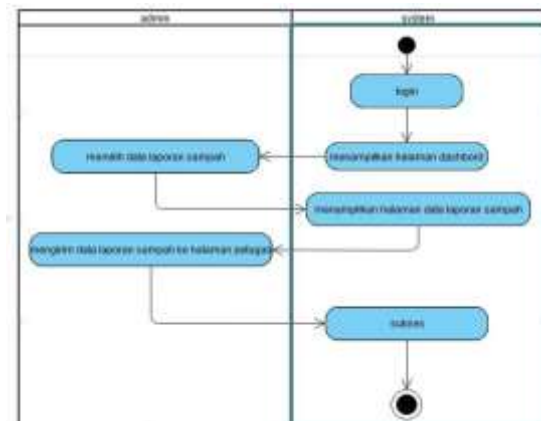 admin
system
login
menampilkan halaman dashbord
memilih data laporan sampah
menampilkan halaman data laporan sampah
mengirim data laporan sampah ke halaman petugas
sukses